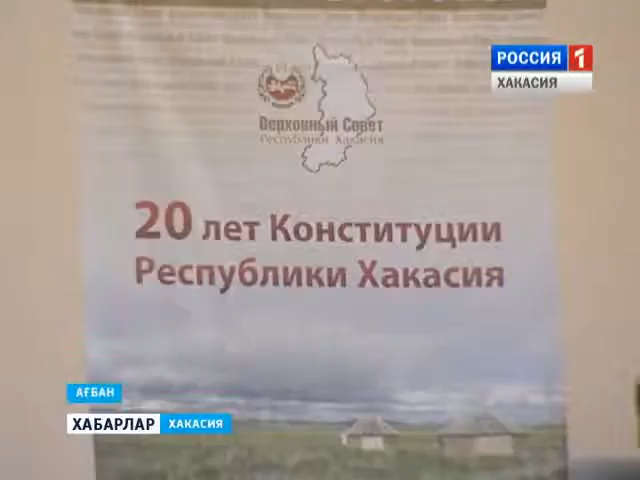 РОССИЯ 1
ХАКАСИЯ
Верховный Совет
Республики Хакасия
20 лет Конституции
Республики Хакасия
АҒБАН
ХАБАРЛАР ХАКАСИЯ